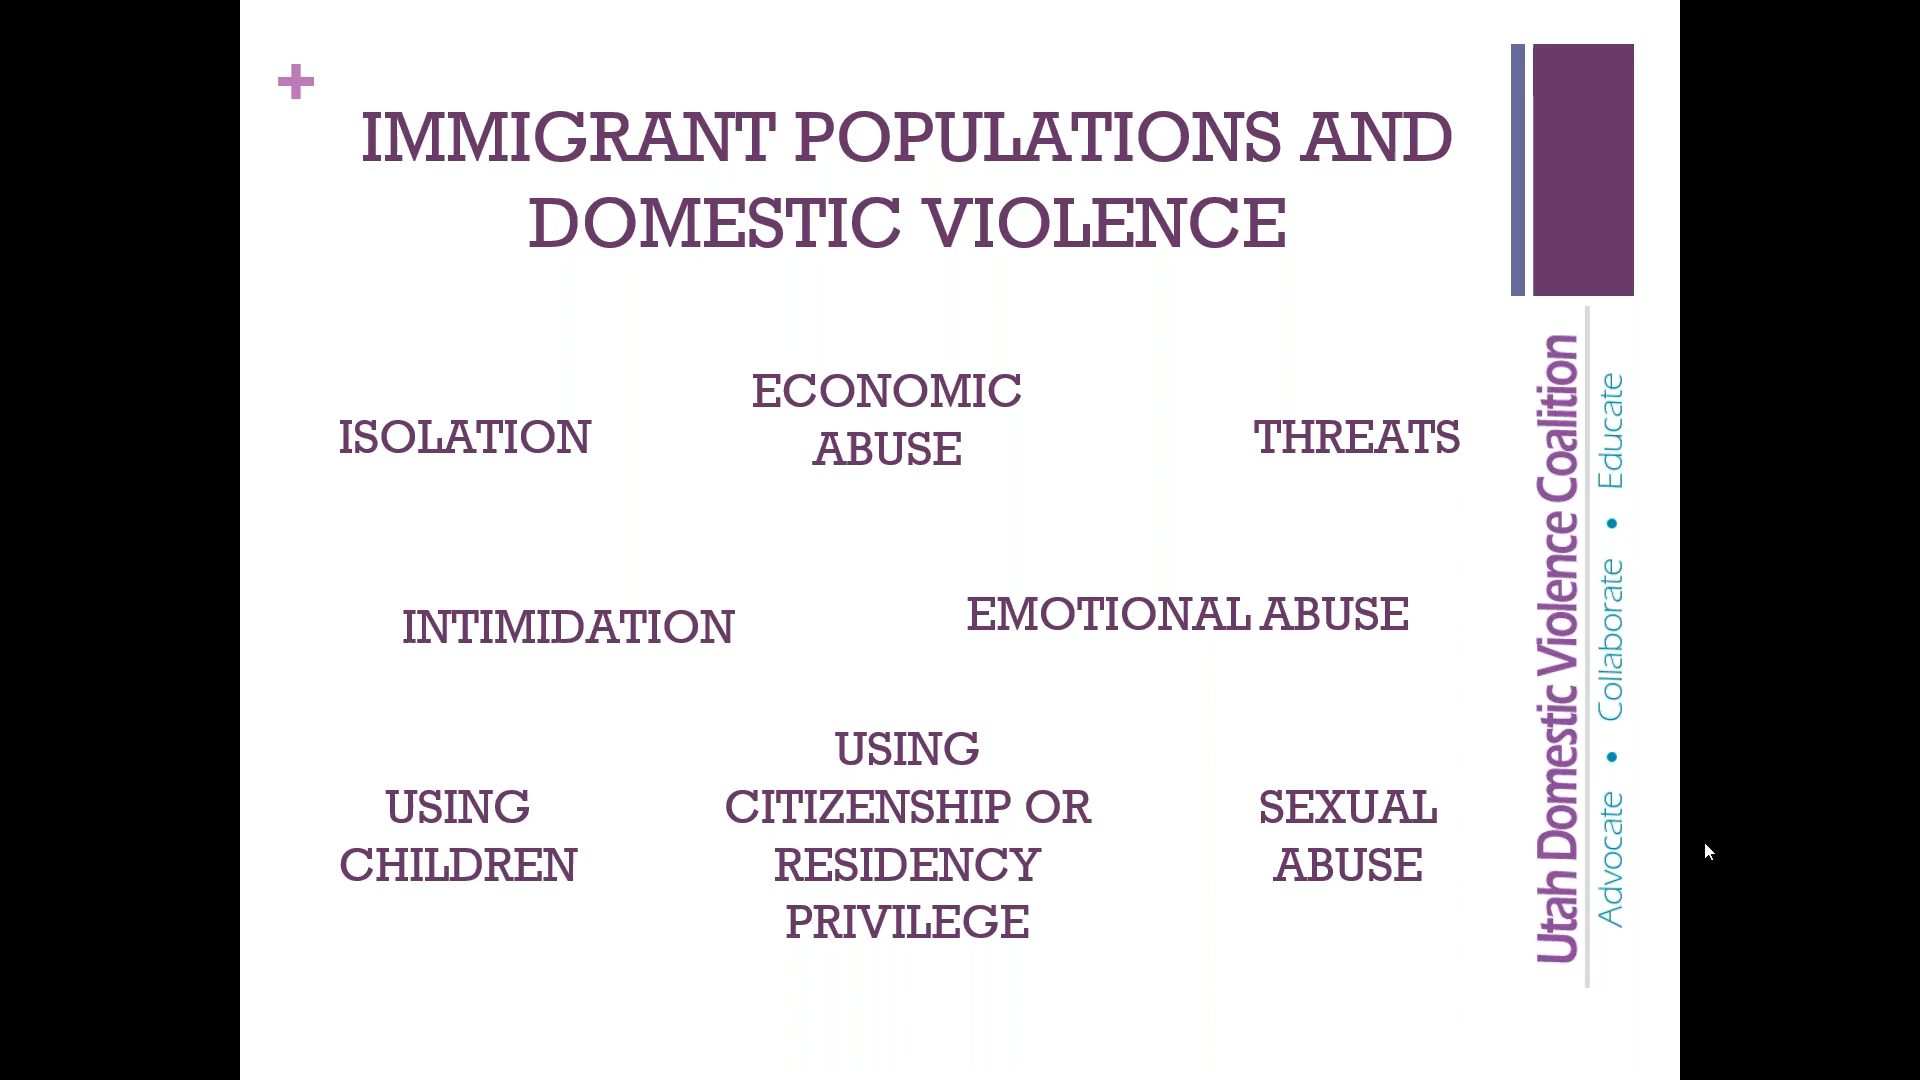 +
IMMIGRANT POPULATIONS AND
DOMESTIC VIOLENCE
ISOLATION
ECONOMIC
ABUSE
THREATS
INTIMIDATION
EMOTIONAL ABUSE
USING
CHILDREN
USING
CITIZENSHIP OR
RESIDENCY
PRIVILEGE
SEXUAL
ABUSE
Utah Domestic Violence Coalition
Advocate • Collaborate • Educate